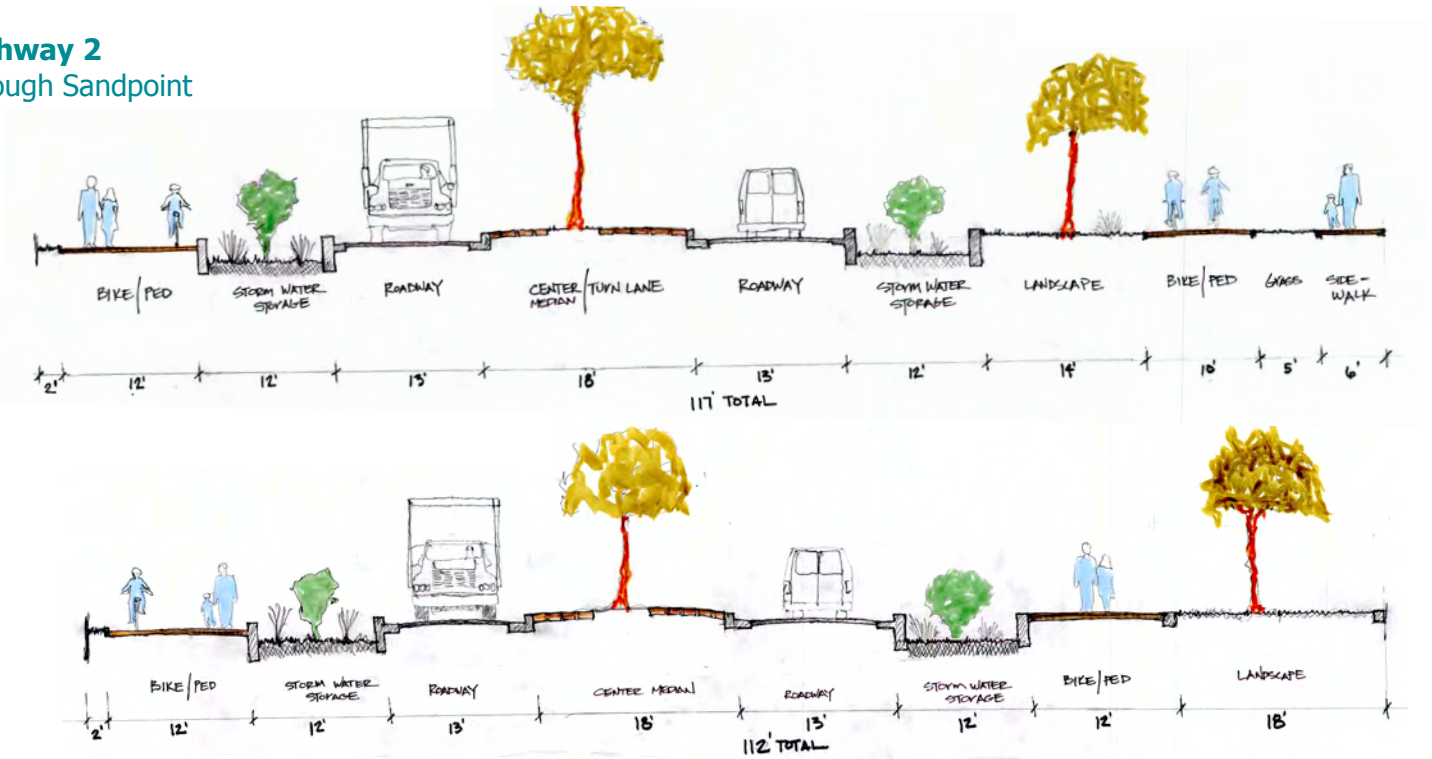 hway 2
ough Sandpoint
BIKE/PED
STORM WATER
STORAGE
ROADWAY
CENTER/TURN LANE
MEDIAN
ROADWAY
STORM WATER
STORAGE
LANDSCAPE
BIKE/PED
GRASS
SIDE-
WALK
2' 12' 12' 13' 18' 13' 12' 14' 10' 5' 6'
117' TOTAL
BIKE/PED
STORM WATER
STORAGE
ROADWAY
CENTER MEDIAN
ROADWAY
STORM WATER
STORAGE
BIKE/PED
LANDSCAPE
2' 12' 12' 13' 18' 13' 12' 12' 18'
112' TOTAL